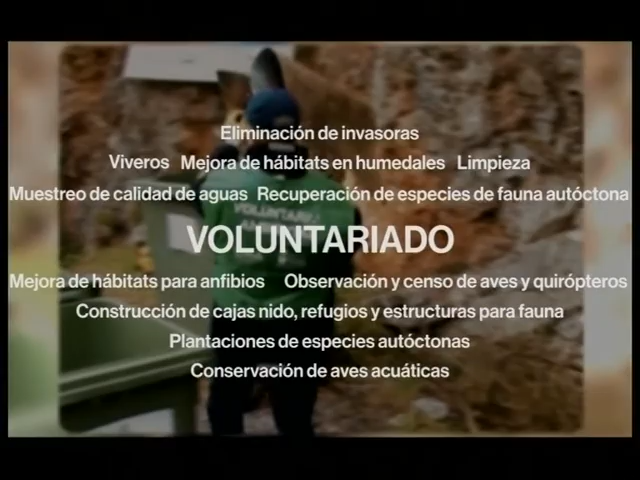 Eliminación de invasoras
Viveros Mejora de hábitats en humedales Limpieza
Muestreo de calidad de aguas Recuperación de especies de fauna autóctona
VOLUNTARIADO
Mejora de hábitats para anfibios Observación y censo de aves y quirópteros
Construcción de cajas nido, refugios y estructuras para fauna
Plantaciones de especies autóctonas
Conservación de aves acuáticas